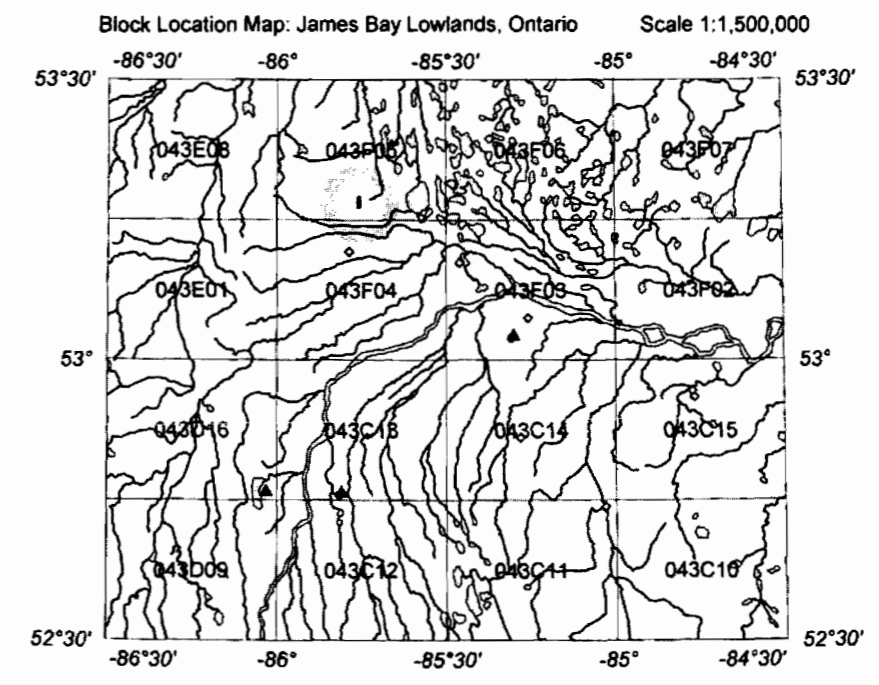 Block Location Map: James Bay Lowlands, Ontario Scale 1:1,500,000
-86°30' -86° -85°30' -85° -84°30'
53°30' 53°30'
043E08 043F05 043F06 043F07
I
043E01 043F04 043F03 043F02
53° 53°
043D16 043C13 043C14 043C15
043D09 043C12 043C11 043C10
52°30' 52°30'
-86°30' -86° -85°30' -85° -84°30'